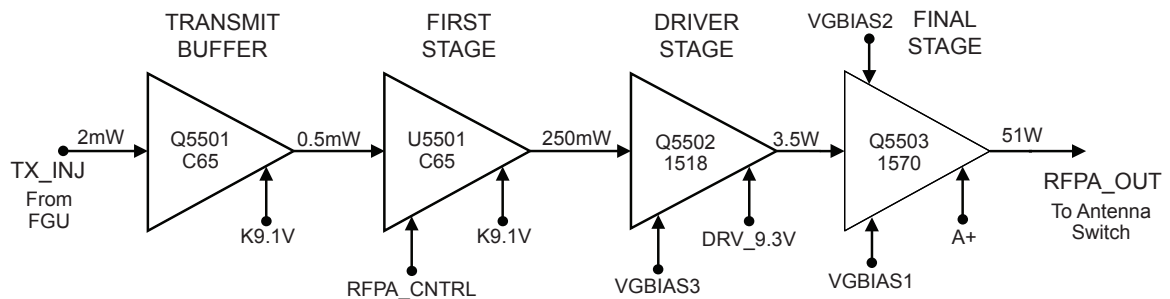 TRANSMIT
BUFFER
FIRST
STAGE
DRIVER
STAGE
VGBIAS2
FINAL
STAGE
2mW
Q5501
C65
0.5mW
U5501
C65
250mW
Q5502
1518
3.5W
Q5503
1570
51W
TX_INJ
From
FGU
K9.1V
RFPA_CNTRL
K9.1V
VGBIAS3
DRV_9.3V
VGBIAS1
A+
RFPA_OUT
To Antenna
Switch